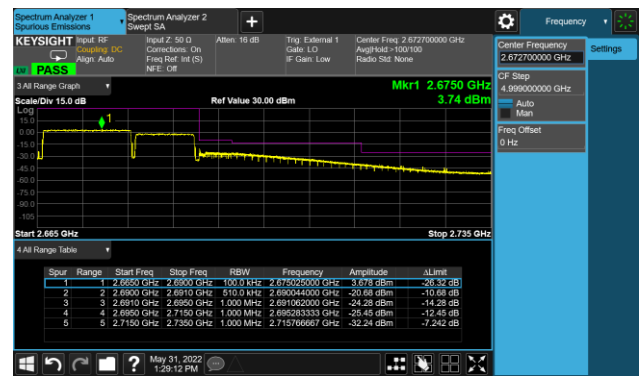 Spectrum Analyzer 1
Spurious Emissions
Spectrum Analyzer 2
Swept SA
Frequency
KEYSIGHT
Input: RF
Coupling: DC
Align: Auto
Input Z: 50 Ω
Corrections: On
Freq Ref: Int (S)
NFE: Off
Atten: 16 dB
Trig: External 1
Gate: LO
IF Gain: Low
Center Freq: 2.672700000 GHz
Avg|Hold:>100/100
Radio Std: None
PASS
Center Frequency
2.672700000 GHz
Settings
CF Step
4.999000000 GHz
Auto
Man
Freq Offset
0 Hz
3 All Range Graph
Mkr1 2.6750 GHz
Scale/Div 15.0 dB
Ref Value 30.00 dBm
3.74 dBm
Log
1
15.0
0.00
-15.0
-30.0
-45.0
-60.0
-75.0
-90.0
-105
Start 2.665 GHz
Stop 2.735 GHz
4 All Range Table
Spur Range Start Freq Stop Freq RBW Frequency Amplitude ΔLimit
1 1 2.6650 GHz 2.6900 GHz 100.0 kHz 2.675025000 GHz 3.678 dBm -26.32 dB
2 2 2.6900 GHz 2.6910 GHz 510.0 kHz 2.690044000 GHz -20.68 dBm -10.68 dB
3 3 2.6910 GHz 2.6950 GHz 1.000 MHz 2.691062000 GHz -24.28 dBm -14.28 dB
4 4 2.6950 GHz 2.7150 GHz 1.000 MHz 2.695283333 GHz -25.45 dBm -12.45 dB
5 5 2.7150 GHz 2.7350 GHz 1.000 MHz 2.715766667 GHz -32.24 dBm -7.242 dB
May 31, 2022
1:29:12 PM